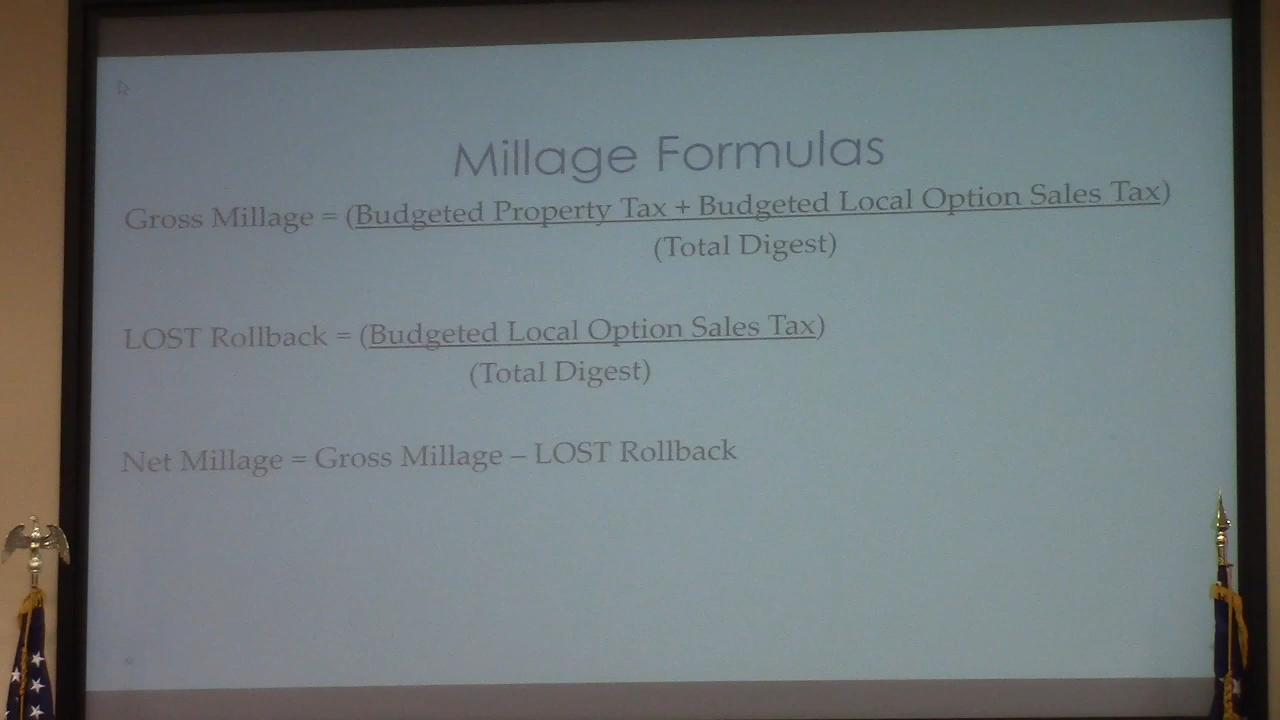 Millage Formulas
Gross Millage = (Budgeted Property Tax + Budgeted Local Option Sales Tax)
(Total Digest)
LOST Rollback = (Budgeted Local Option Sales Tax)
(Total Digest)
Net Millage = Gross Millage – LOST Rollback